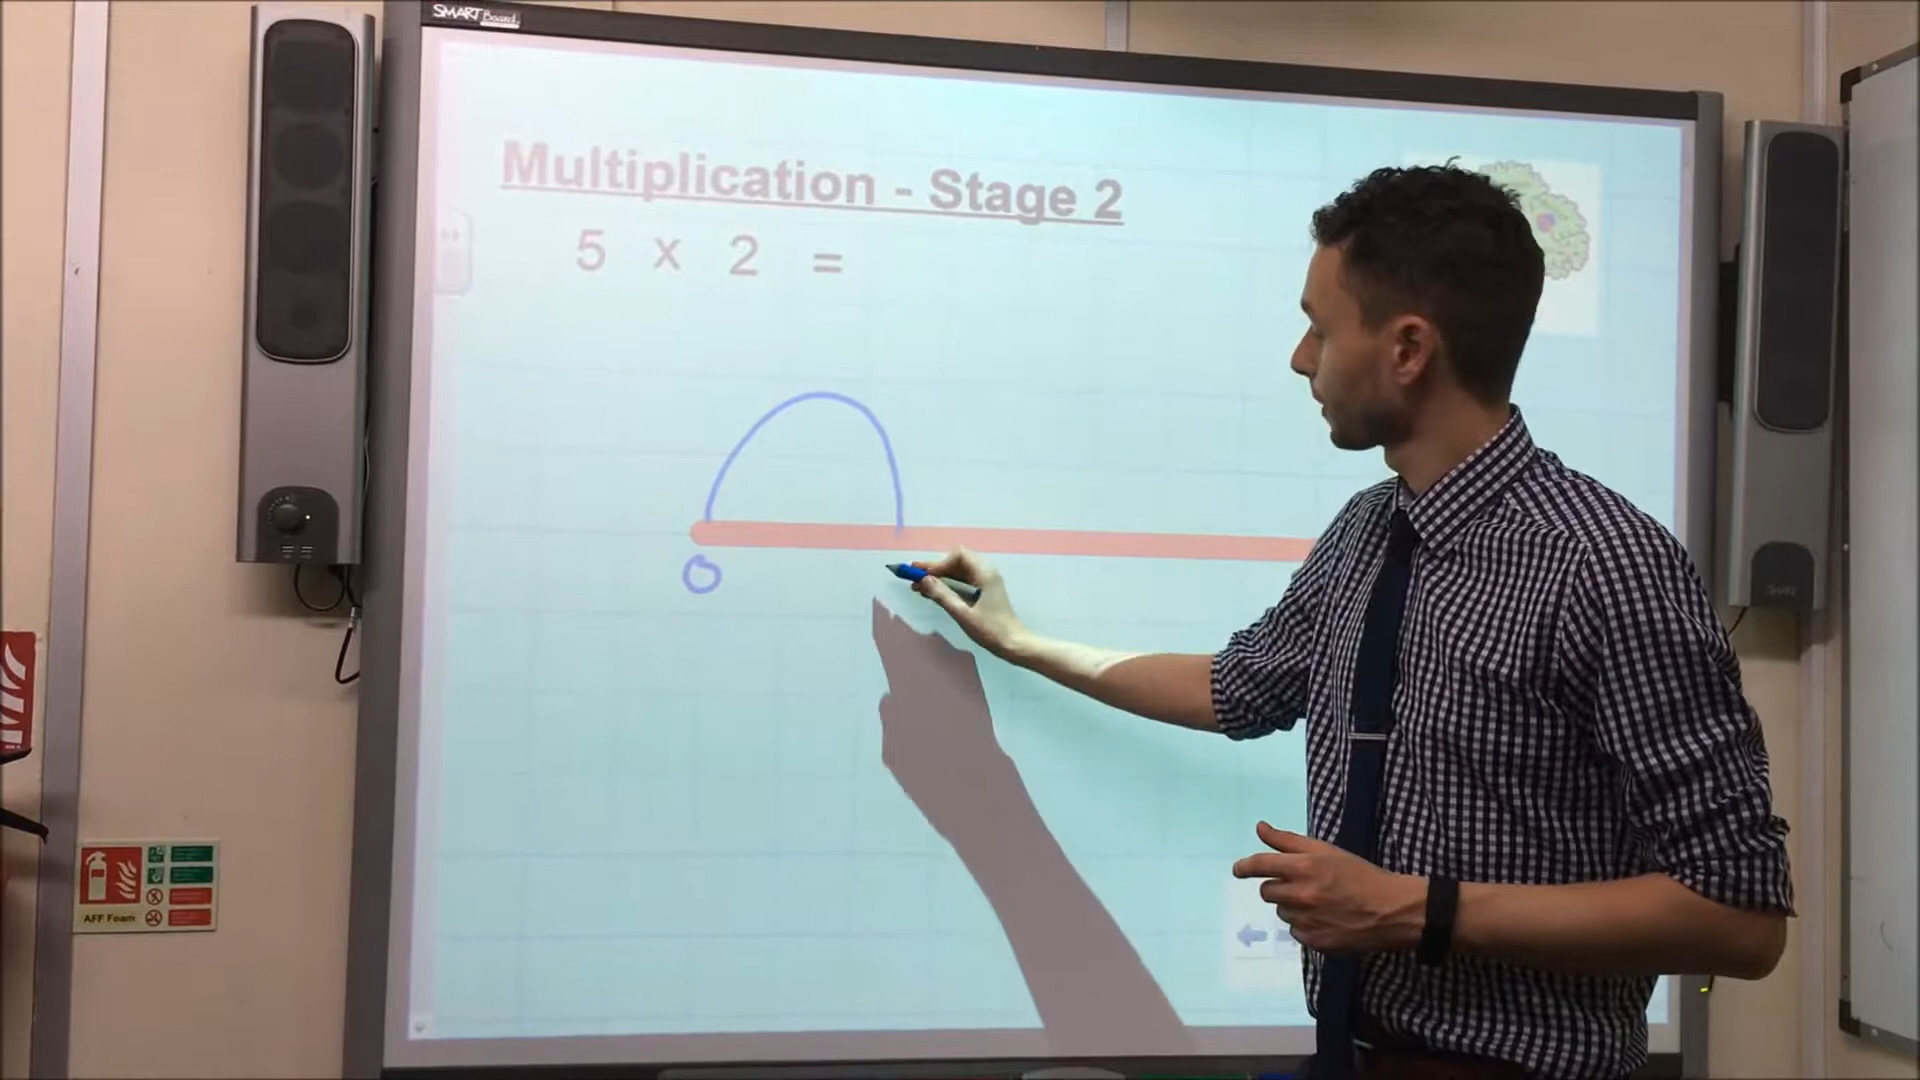 SMART Board
Multiplication - Stage 2
5 x 2 =
0
AFF Foam